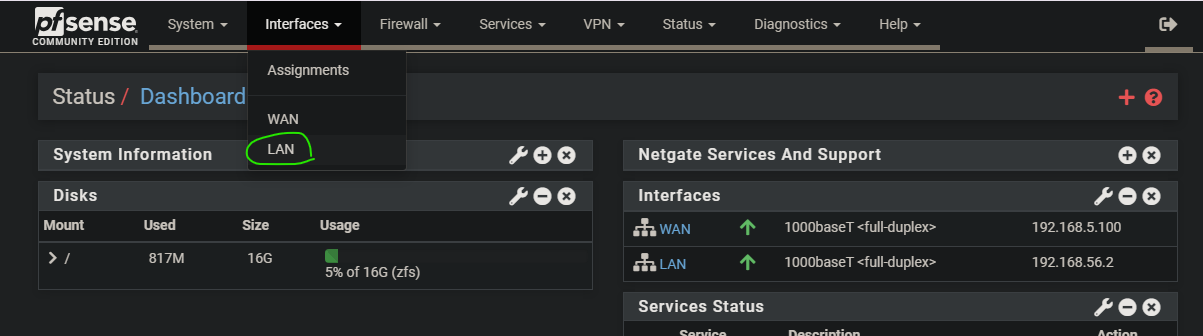 pfsense System Interfaces Firewall Services VPN Status Diagnostics Help
COMMUNITY EDITION
Assignments
WAN
LAN
Status / Dashboard
System Information
Disks
Mount Used Size Usage
/ 817M 16G
5% of 16G (zfs)
Netgate Services And Support
Interfaces
WAN 1000baseT <full-duplex> 192.168.5.100
LAN 1000baseT <full-duplex> 192.168.56.2
Services Status
Service Description Action